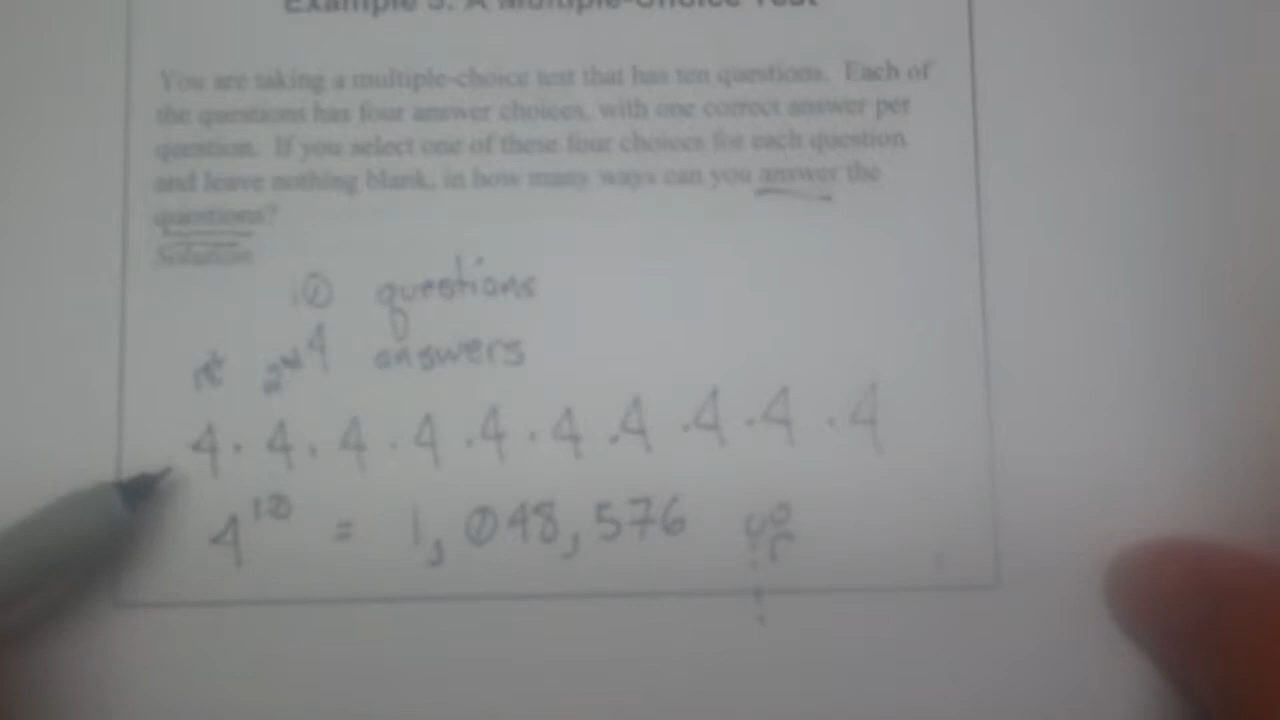 Example 3: A Multiple-Choice Test
You are taking a multiple-choice test that has ten questions. Each of
the questions has four answer choices, with one correct answer per
question. If you select one of these four choices for each question
and leave nothing blank, in how many ways can you answer the
questions?
Solution
10 questions
1st 2nd 4 answers
4 . 4 . 4 . 4 . 4 . 4 . 4 . 4 . 4 . 4
4^10 = 1,048,576